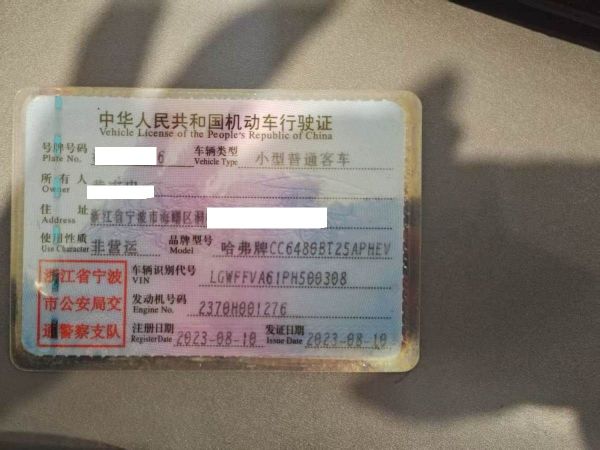 中华人民共和国机动车行驶证
Vehicle License of the People's Republic of China
号牌号码 6 车辆类型 小型普通客车
Plate No. Vehicle Type
所有人
Owner
住址 浙江省宁波市海曙区
Address
使用性质 非营运 品牌型号 哈弗牌CC6480BT25APHEV
Use Character Model
浙江省宁波
市公安局交
通警察支队
车辆识别代号 LGWFFVA61PH500308
VIN
发动机号码 2370H001276
Engine No.
注册日期 2023-08-10 发证日期 2023-08-10
Register Date Issue Date